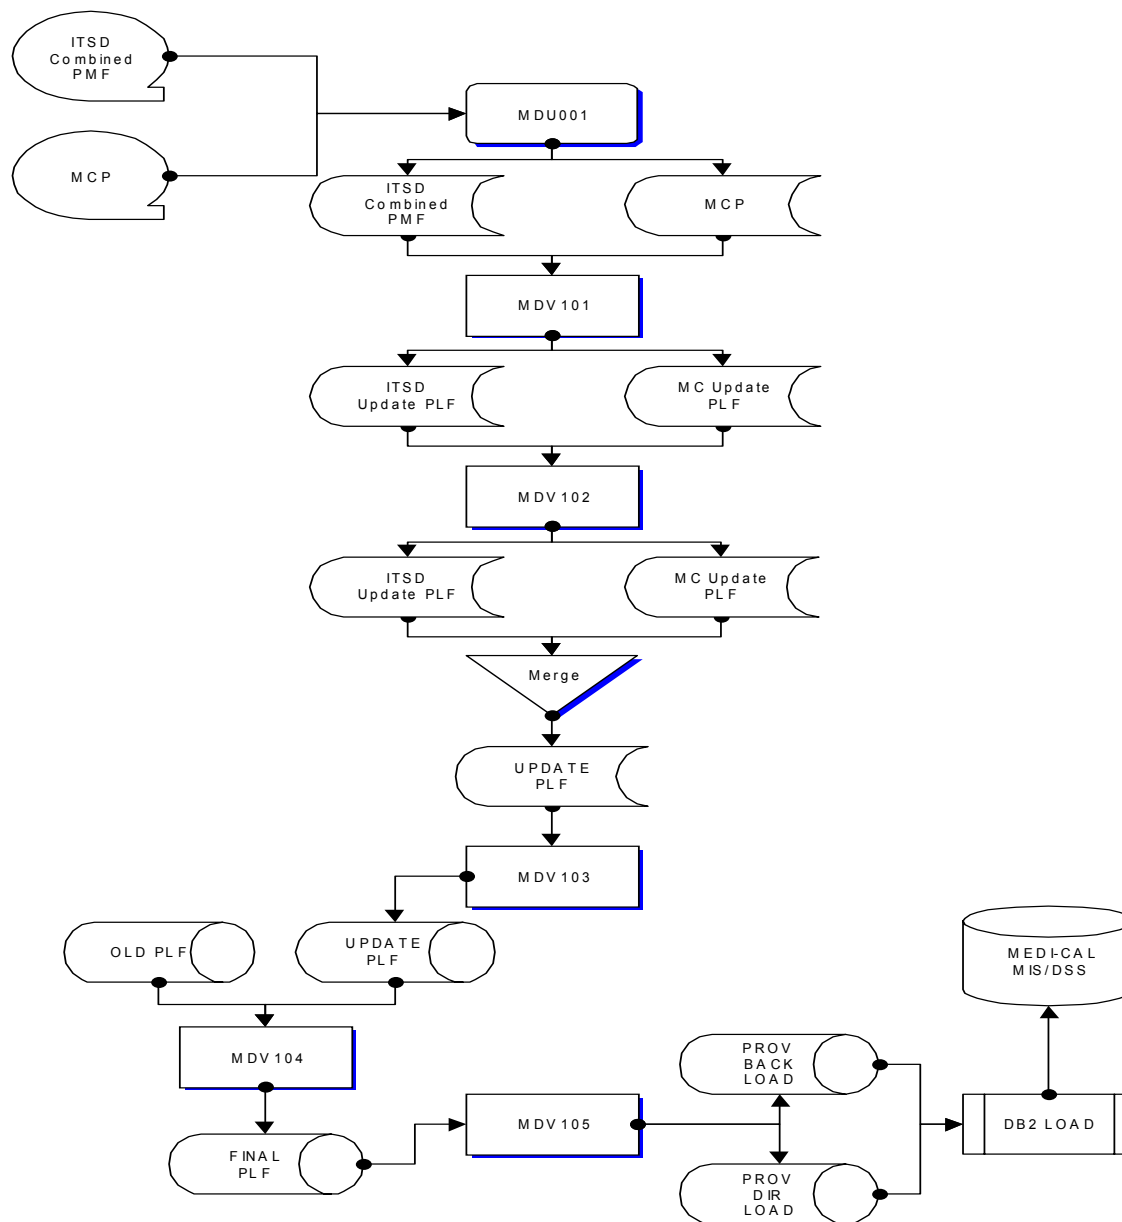 ITSD
Combined
PMF
MDU001
MCP
ITSD
Combined
PMF
MCP
MDV101
ITSD
Update PLF
MC Update
PLF
MDV102
ITSD
Update PLF
MC Update
PLF
Merge
UPDATE
PLF
MDV103
OLD PLF
UPDATE
PLF
MEDI-CAL
MIS/DSS
MDV104
PROV
BACK
LOAD
MDV105
DB2 LOAD
FINAL
PLF
PROV
DIR
LOAD